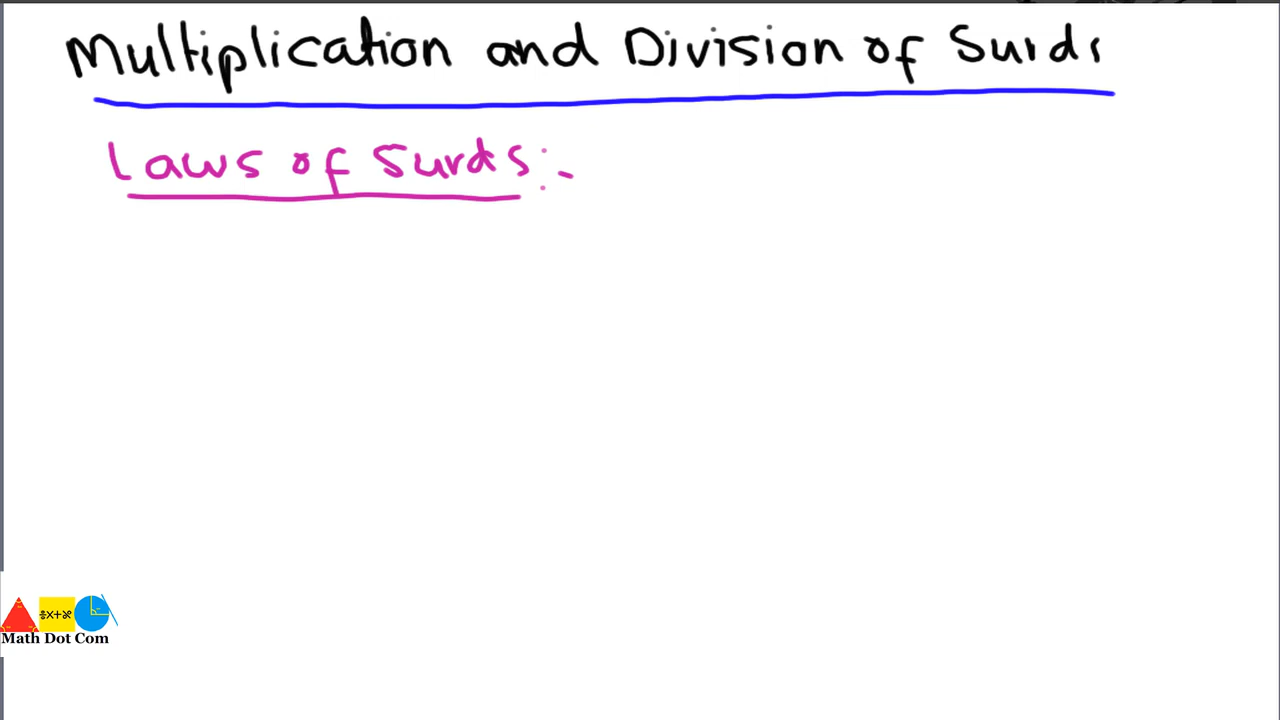 Multiplication and Division of Surds
Laws of Surds:-
÷×+%
Math Dot Com